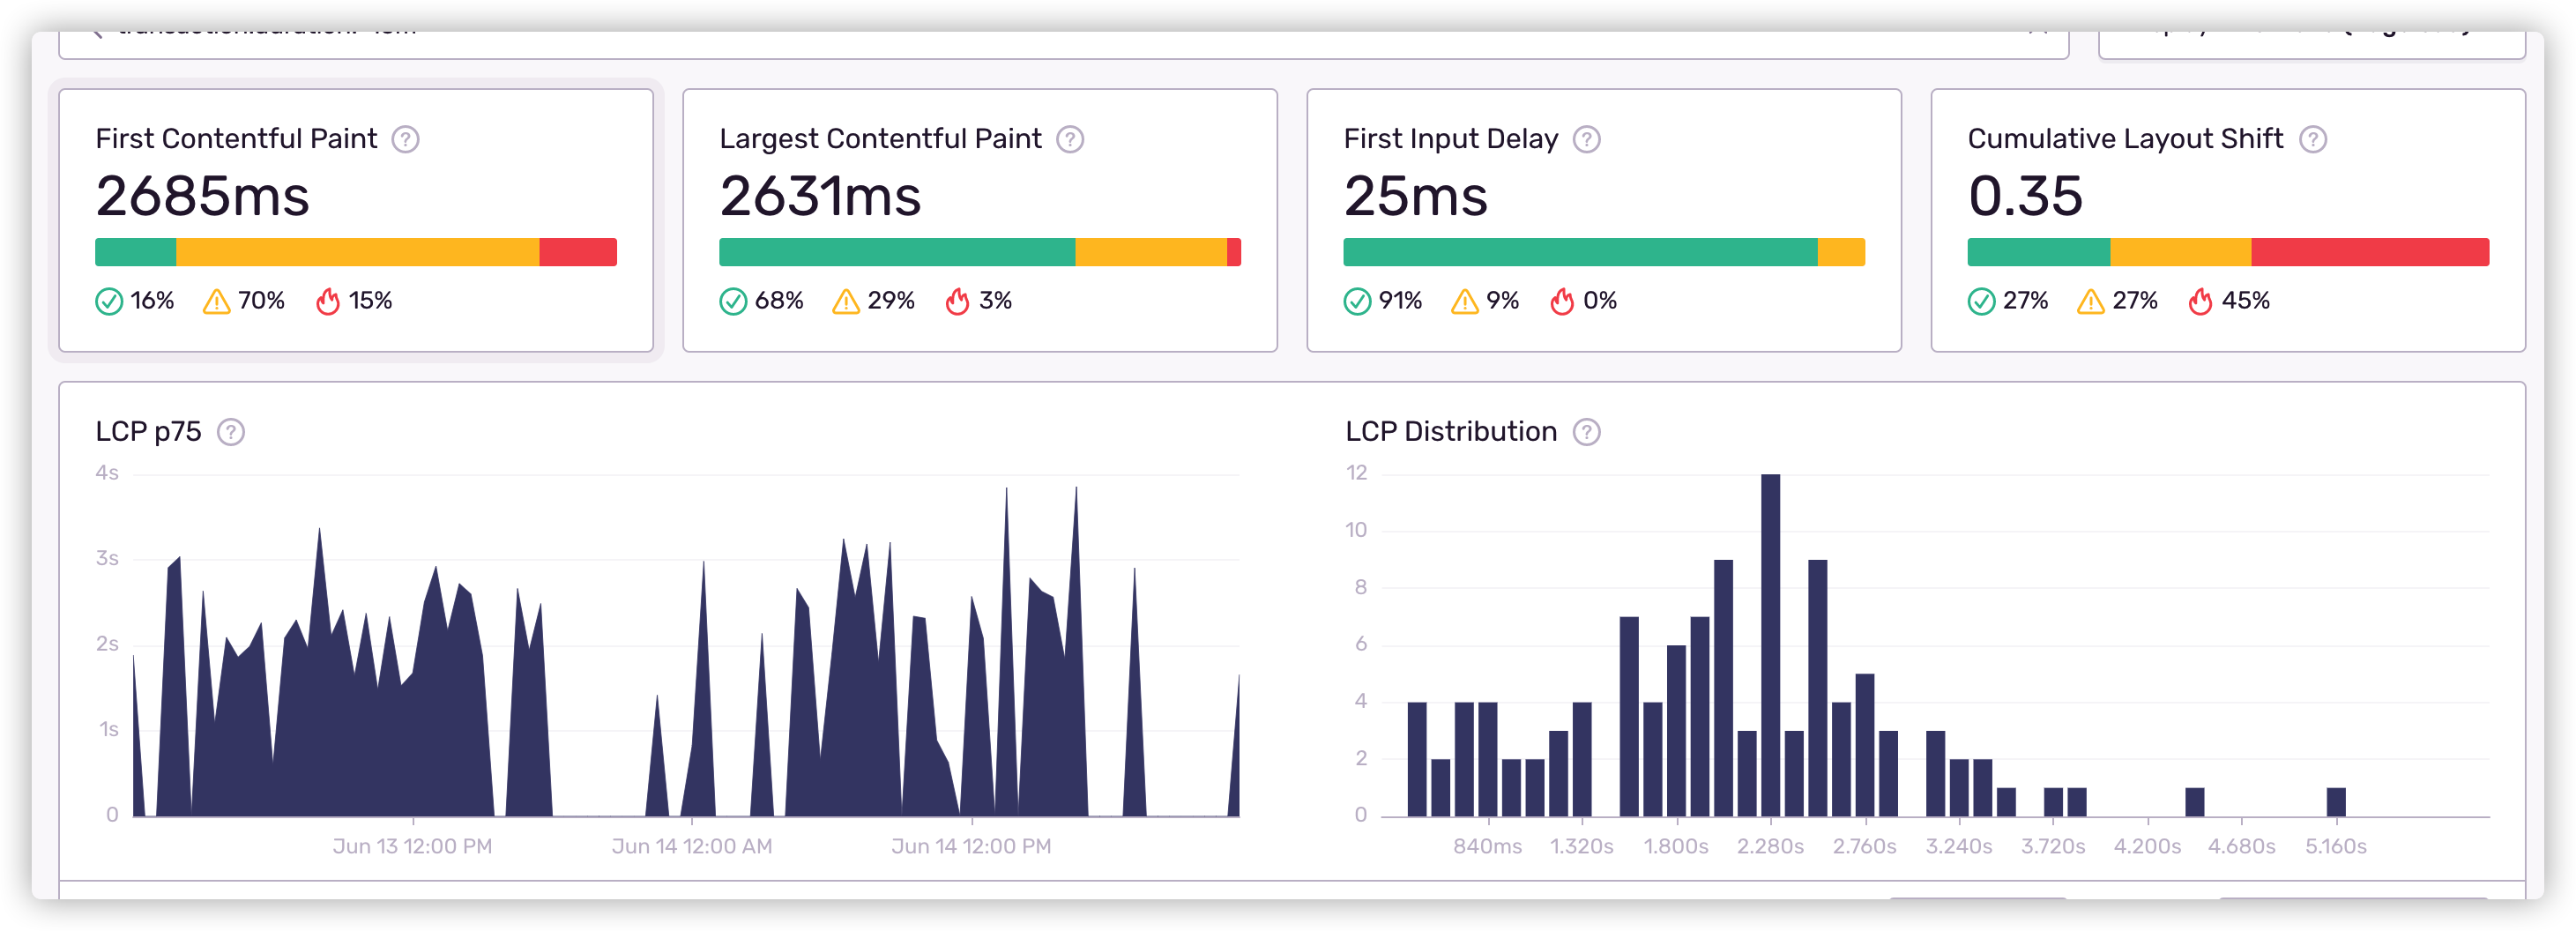 First Contentful Paint
2685ms
16% 70% 15%
Largest Contentful Paint
2631ms
68% 29% 3%
First Input Delay
25ms
91% 9% 0%
Cumulative Layout Shift
0.35
27% 27% 45%
LCP p75
4s
3s
2s
1s
0
Jun 13 12:00 PM Jun 14 12:00 AM Jun 14 12:00 PM
LCP Distribution
12
10
8
6
4
2
0
840ms 1.320s 1.800s 2.280s 2.760s 3.240s 3.720s 4.200s 4.680s 5.160s